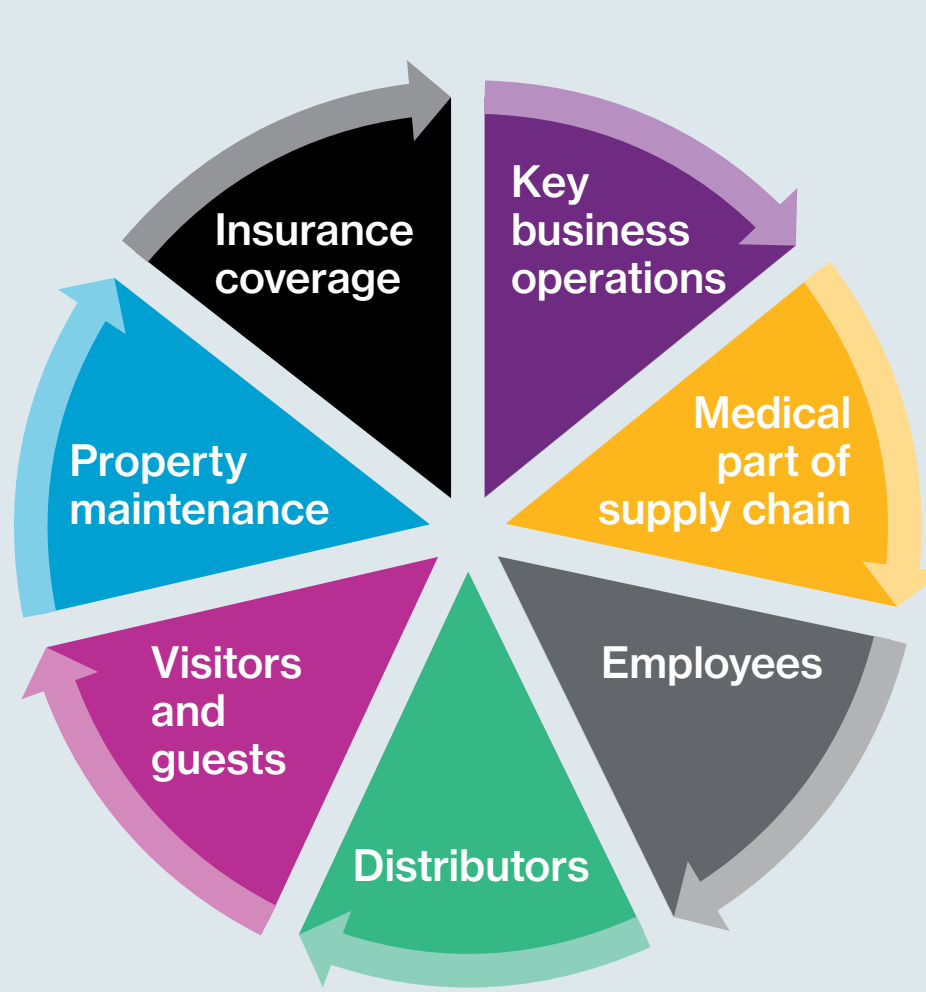 Key
business
operations
Medical
part of
supply chain
Employees
Distributors
Visitors
and
guests
Property
maintenance
Insurance
coverage